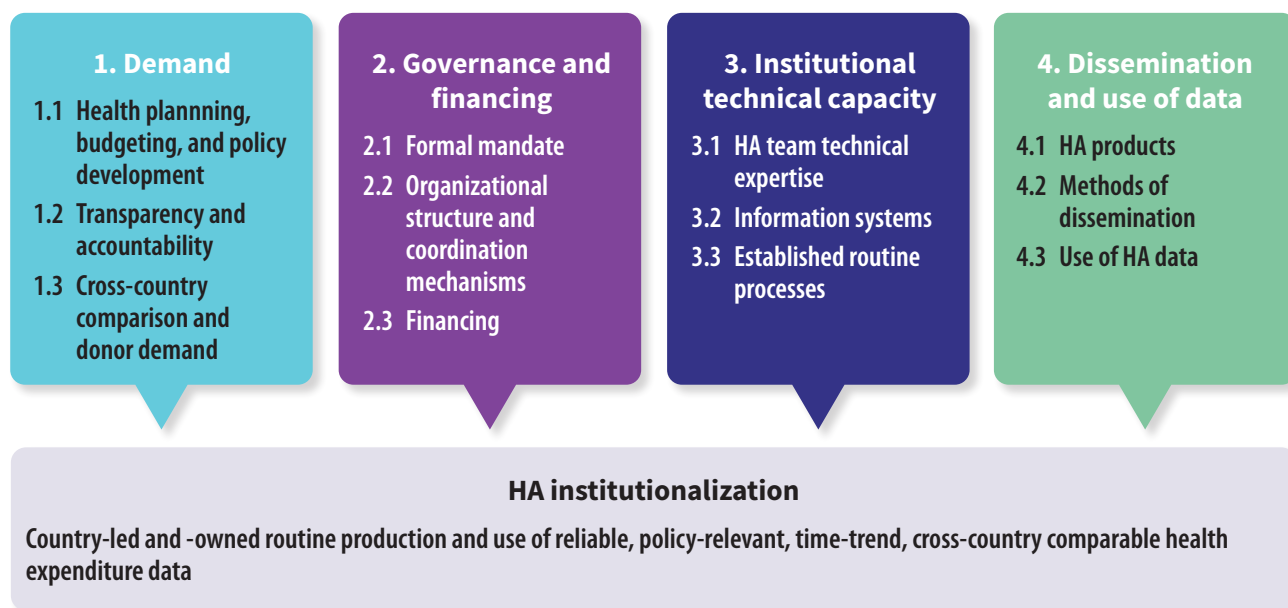 1. Demand
1.1 Health plannning,
budgeting, and policy
development
1.2 Transparency and
accountability
1.3 Cross-country
comparison and
donor demand
2. Governance and
financing
2.1 Formal mandate
2.2 Organizational
structure and
coordination
mechanisms
2.3 Financing
3. Institutional
technical capacity
3.1 HA team technical
expertise
3.2 Information systems
3.3 Established routine
processes
4. Dissemination
and use of data
4.1 HA products
4.2 Methods of
dissemination
4.3 Use of HA data
HA institutionalization
Country-led and -owned routine production and use of reliable, policy-relevant, time-trend, cross-country comparable health
expenditure data